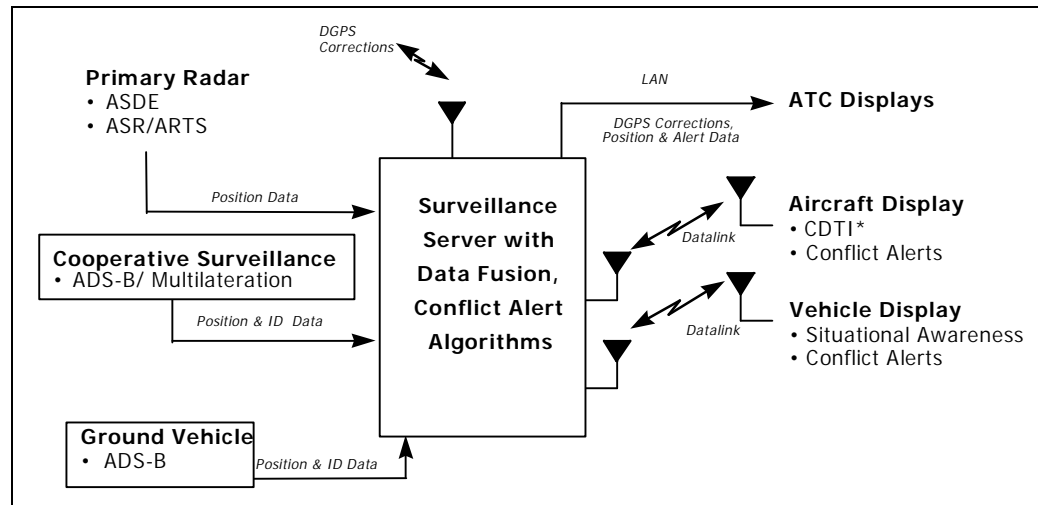 DGPS
Corrections
Primary Radar
• ASDE
• ASR/ARTS
Position Data
Cooperative Surveillance
• ADS-B/ Multilateration
Position & ID Data
Ground Vehicle
• ADS-B
Position & ID Data
Surveillance
Server with
Data Fusion,
Conflict Alert
Algorithms
LAN
DGPS Corrections,
Position & Alert Data
ATC Displays
Datalink
Aircraft Display
• CDTI*
• Conflict Alerts
Datalink
Vehicle Display
• Situational Awareness
• Conflict Alerts